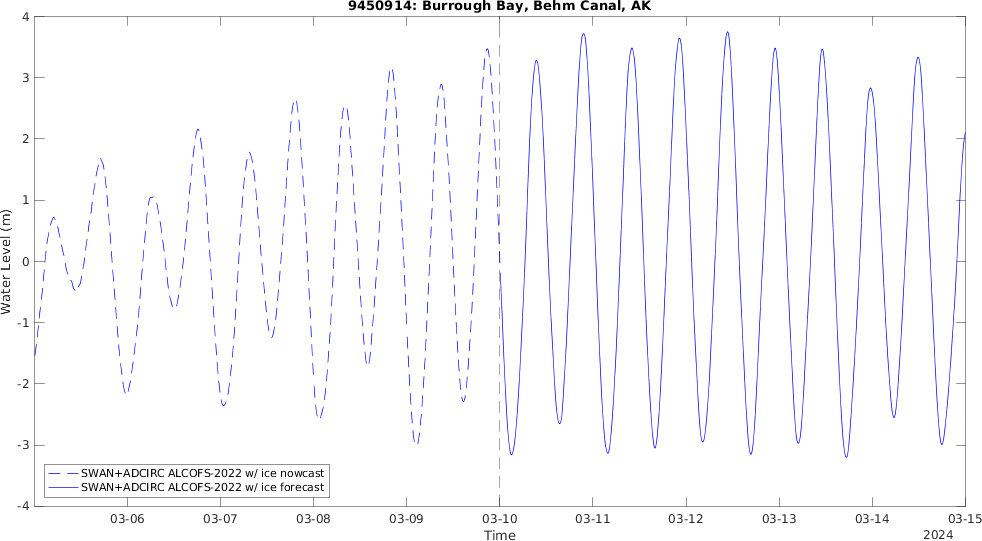 9450914: Burrough Bay, Behm Canal, AK
4
3
2
1
0
-1
-2
-3
-4
Water Level (m)
SWAN+ADCIRC ALCOFS-2022 w/ ice nowcast
SWAN+ADCIRC ALCOFS-2022 w/ ice forecast
03-06 03-07 03-08 03-09 03-10 03-11 03-12 03-13 03-14 03-15
Time
2024